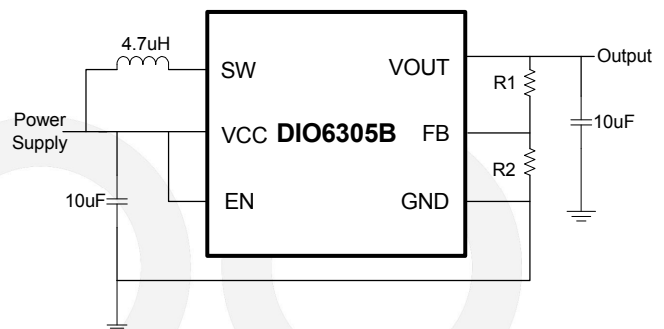 4.7uH
SW
VOUT
Output
R1
Power
Supply
VCC DIO6305B FB
10uF
R2
10uF
EN
GND